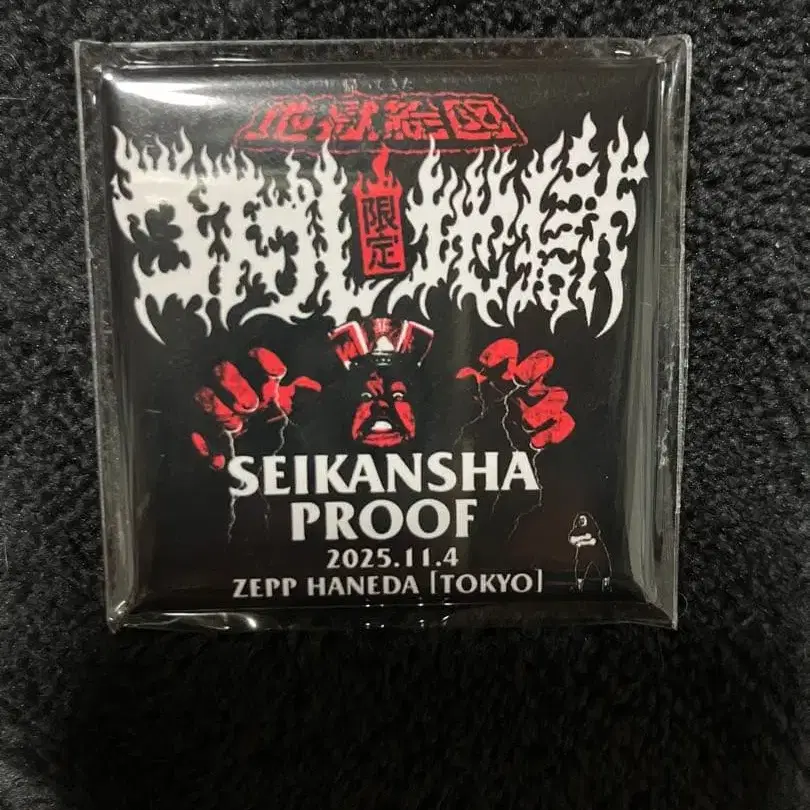 地獄絵図
限定
SEIKANSHA
PROOF
2025.11.4
ZEPP HANEDA [TOKYO]